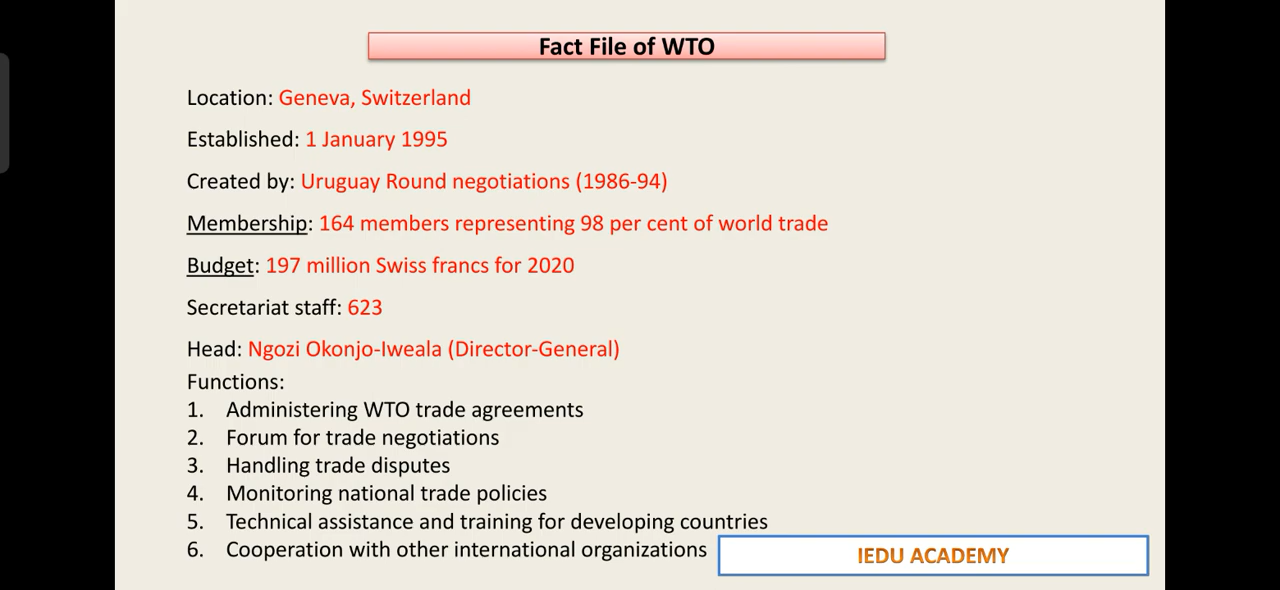 Fact File of WTO
Location: Geneva, Switzerland
Established: 1 January 1995
Created by: Uruguay Round negotiations (1986-94)
Membership: 164 members representing 98 per cent of world trade
Budget: 197 million Swiss francs for 2020
Secretariat staff: 623
Head: Ngozi Okonjo-Iweala (Director-General)
Functions:
1. Administering WTO trade agreements
2. Forum for trade negotiations
3. Handling trade disputes
4. Monitoring national trade policies
5. Technical assistance and training for developing countries
6. Cooperation with other international organizations
IEDU ACADEMY